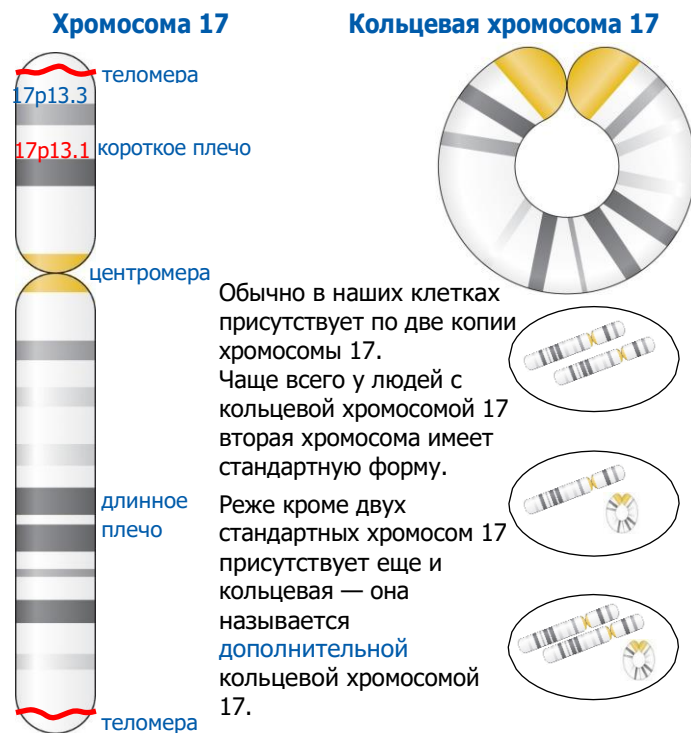 Хромосома 17
Кольцевая хромосома 17
теломера
17p13.3
17p13.1
короткое плечо
центромера
Обычно в наших клетках
присутствует по две копии
хромосомы 17.
Чаще всего у людей с
кольцевой хромосомой 17
вторая хромосома имеет
стандартную форму.
длинное
плечо
Реже кроме двух
стандартных хромосом 17
присутствует еще и
кольцевая — она
называется
дополнительной
кольцевой хромосомой
17.
теломера